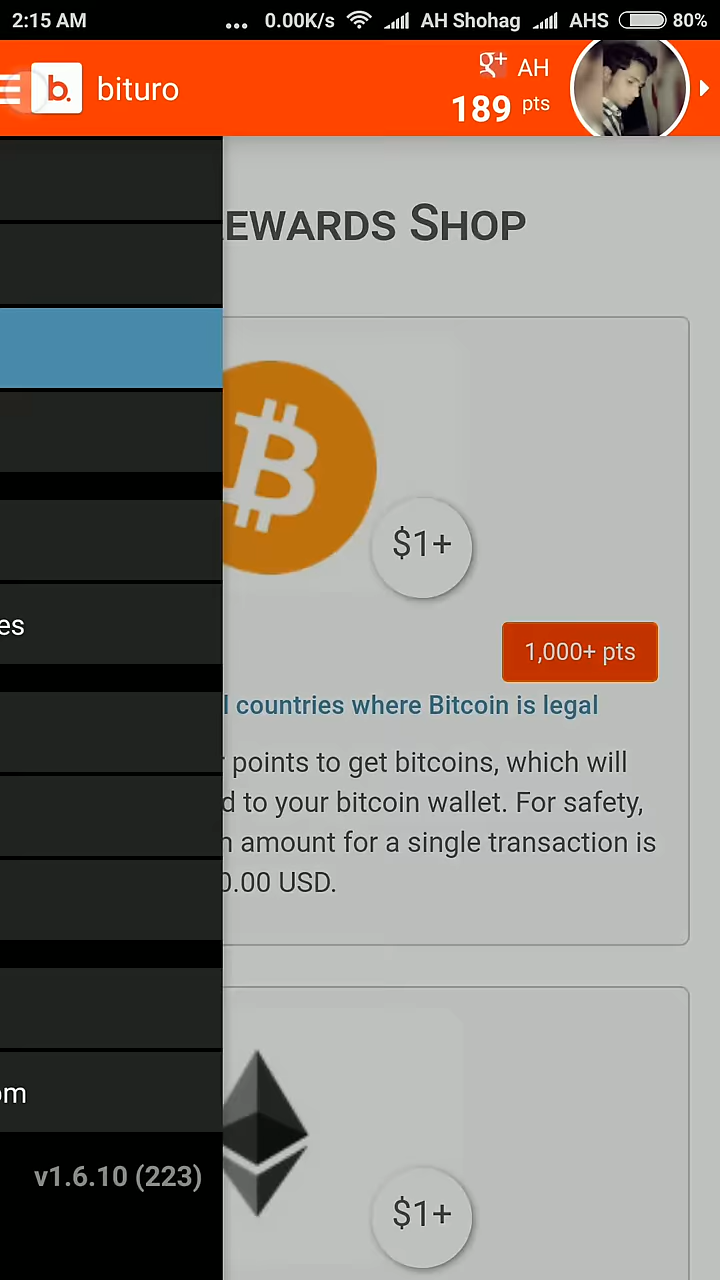 2:15 AM ... 0.00K/s AH Shohag AHS 80%
b. bituro
g+ AH
189 pts
EWARDS SHOP
$1+
es
1,000+ pts
l countries where Bitcoin is legal
points to get bitcoins, which will
d to your bitcoin wallet. For safety,
amount for a single transaction is
0.00 USD.
om
v1.6.10 (223)
$1+